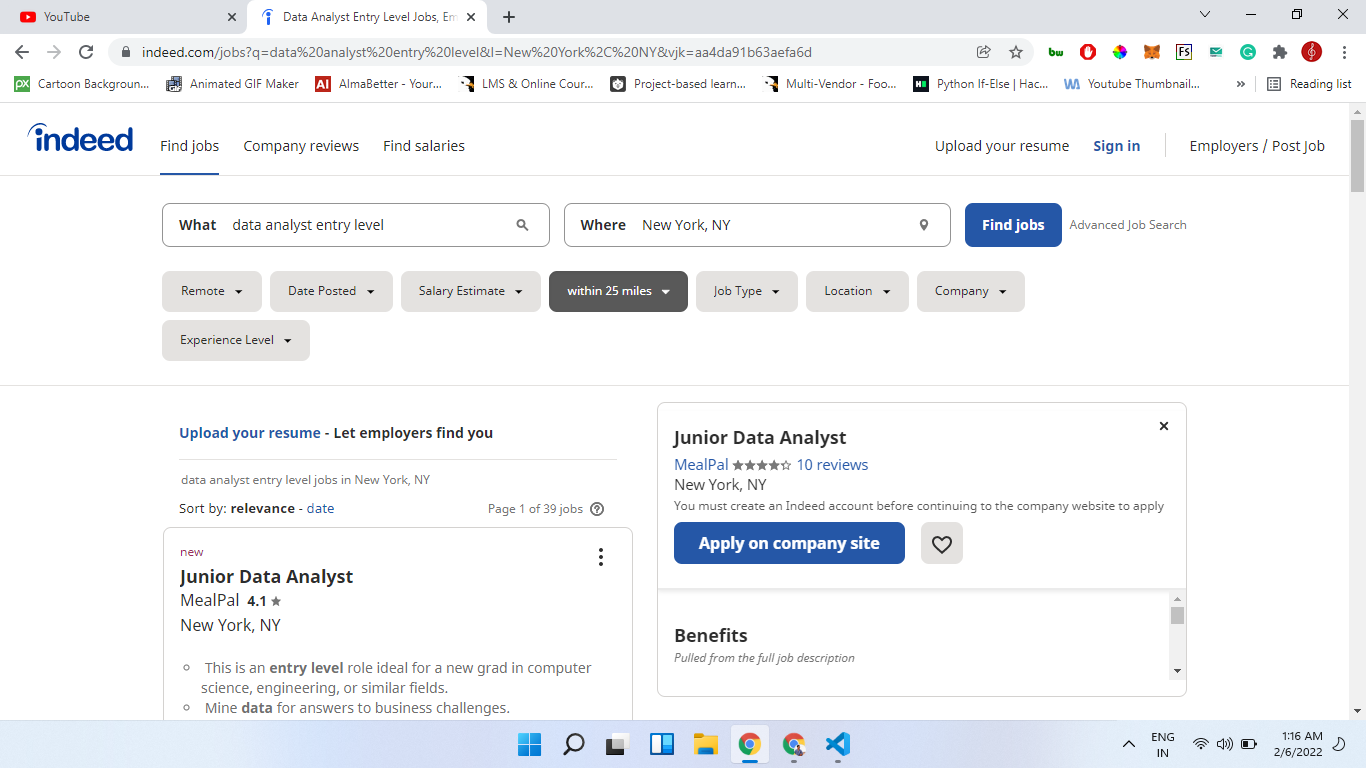 YouTube
Data Analyst Entry Level Jobs, Em
indeed.com/jobs?q=data%20analyst%20entry%20level&l=New%20York%2C%20NY&vjk=aa4da91b63aefa6d
bw
FS
px Cartoon Backgroun...
Animated GIF Maker
AI AlmaBetter - Your...
LMS & Online Cour...
Project-based learn...
Multi-Vendor - Foo...
Python If-Else | Hac...
Youtube Thumbnail...
»
Reading list
indeed
Find jobs
Company reviews
Find salaries
Upload your resume
Sign in
Employers / Post Job
What data analyst entry level
Where New York, NY
Find jobs
Advanced Job Search
Remote
Date Posted
Salary Estimate
within 25 miles
Job Type
Location
Company
Experience Level
Upload your resume - Let employers find you
data analyst entry level jobs in New York, NY
Sort by: relevance - date
Page 1 of 39 jobs
new
Junior Data Analyst
MealPal 4.1
New York, NY
This is an entry level role ideal for a new grad in computer
science, engineering, or similar fields.
Mine data for answers to business challenges.
Junior Data Analyst
MealPal 10 reviews
New York, NY
You must create an Indeed account before continuing to the company website to apply
Apply on company site
Benefits
Pulled from the full job description
ENG
IN
1:16 AM
2/6/2022